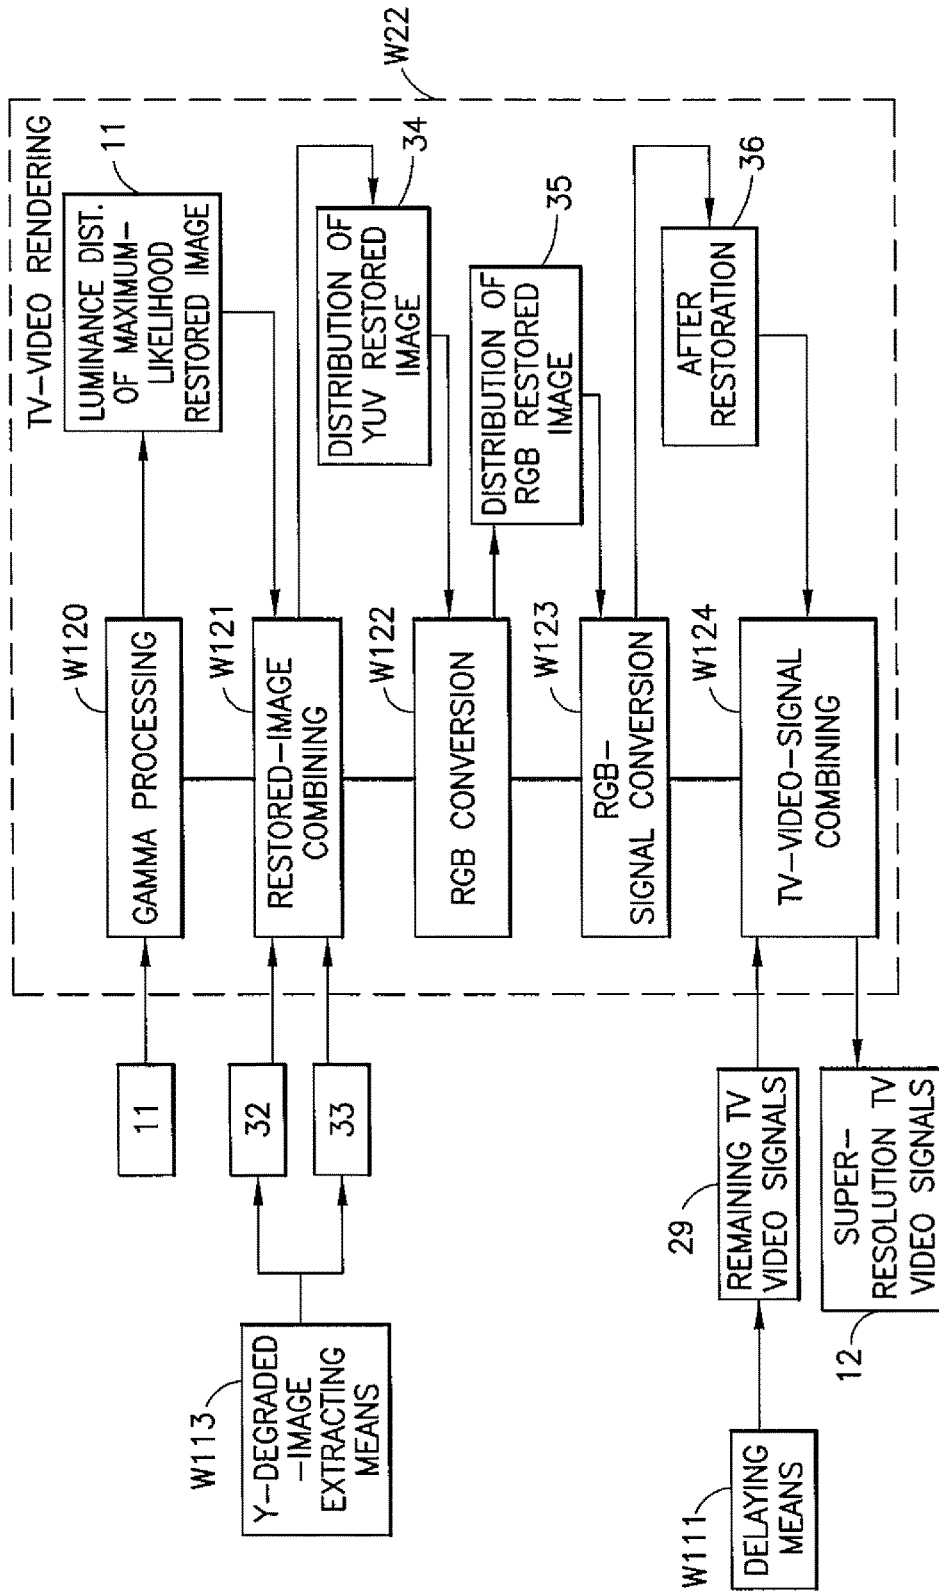 TV-VIDEO RENDERING
W22
11
LUMINANCE DIST.
OF MAXIMUM-
LIKELIHOOD
RESTORED IMAGE
W120
GAMMA PROCESSING
11
34
DISTRIBUTION OF
YUV RESTORED
IMAGE
W121
RESTORED-IMAGE
COMBINING
32
33
W113
Y-DEGRADED
-IMAGE
EXTRACTING
MEANS
35
DISTRIBUTION OF
RGB RESTORED
IMAGE
W122
RGB CONVERSION
W123
RGB-
SIGNAL CONVERSION
36
AFTER
RESTORATION
W124
TV-VIDEO-SIGNAL
COMBINING
29
REMAINING TV
VIDEO SIGNALS
W111
DELAYING
MEANS
12
SUPER-
RESOLUTION TV
VIDEO SIGNALS